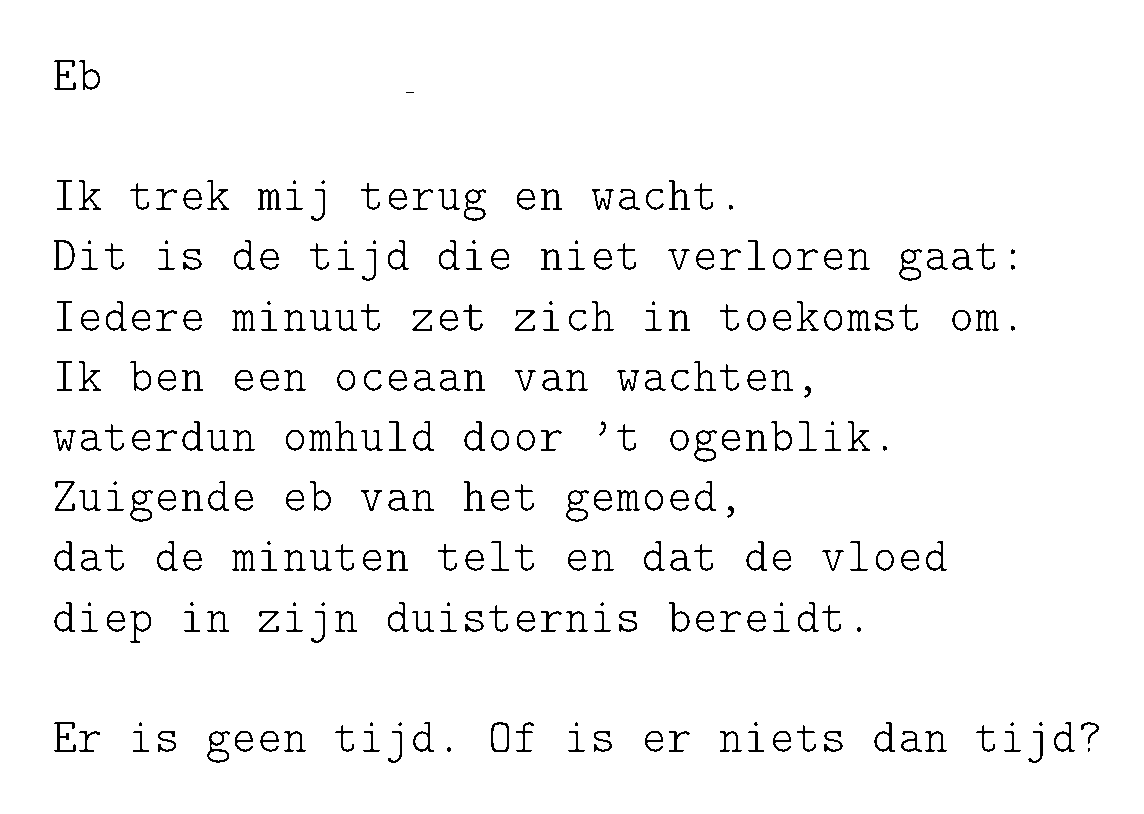 Eb
Ik trek mij terug en wacht.
Dit is de tijd die niet verloren gaat:
Iedere minuut zet zich in toekomst om.
Ik ben een oceaan van wachten,
waterdun omhuld door ’t ogenblik.
Zuigende eb van het gemoed,
dat de minuten telt en dat de vloed
diep in zijn duisternis bereidt.
Er is geen tijd. Of is er niets dan tijd?